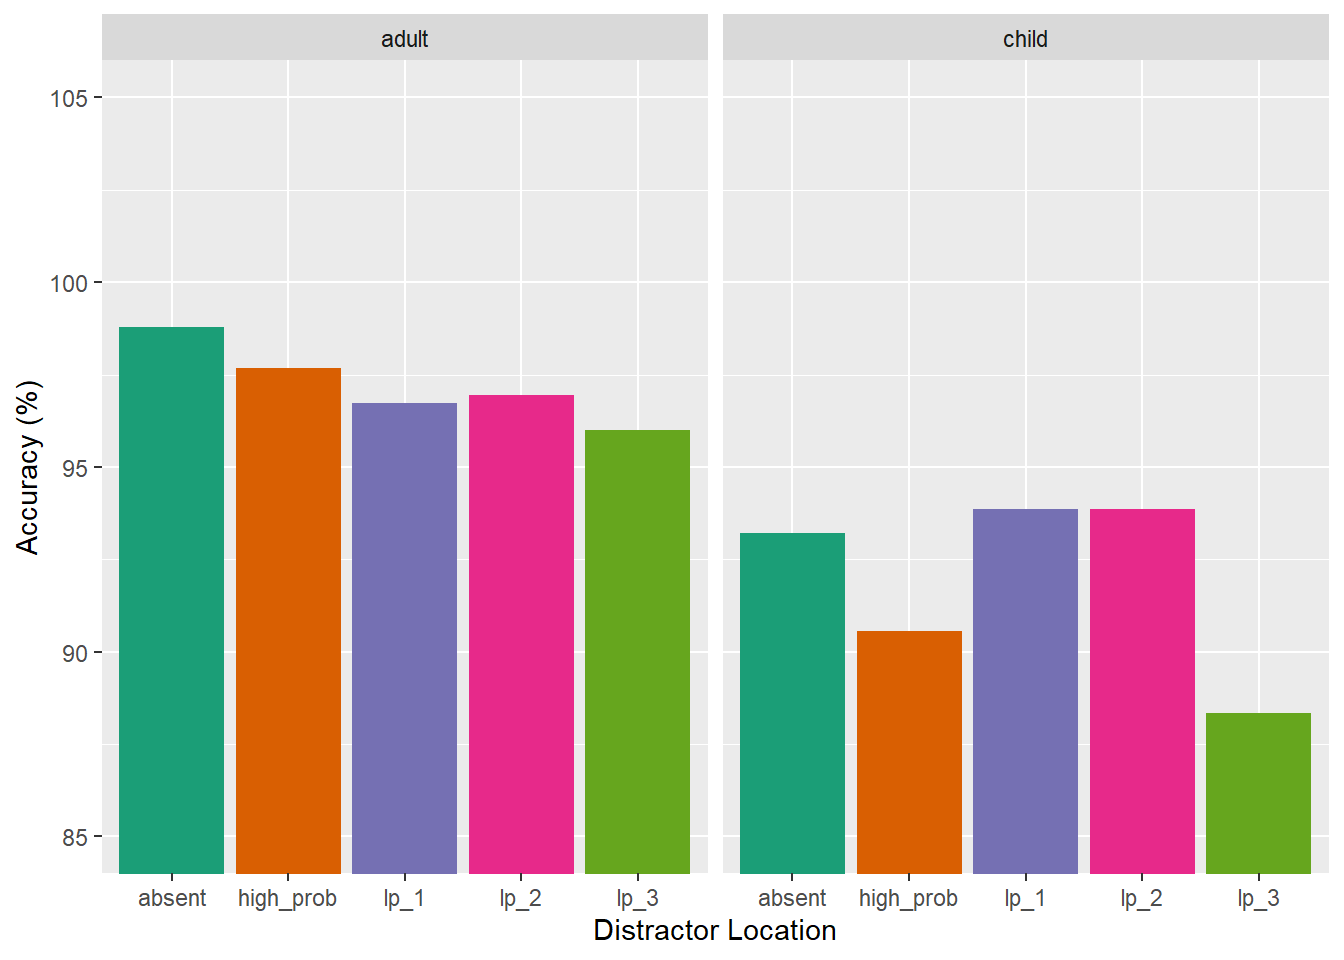 adult child
105
100
95
90
85
Accuracy (%)
absent high_prob lp_1 lp_2 lp_3 absent high_prob lp_1 lp_2 lp_3
Distractor Location